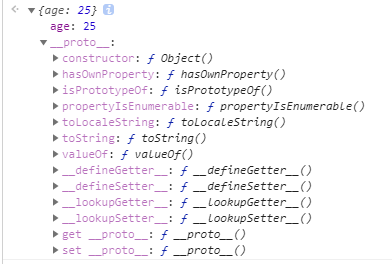 {age: 25} i
age: 25
__proto__:
constructor: ƒ Object()
hasOwnProperty: ƒ hasOwnProperty()
isPrototypeOf: ƒ isPrototypeOf()
propertyIsEnumerable: ƒ propertyIsEnumerable()
toLocaleString: ƒ toLocaleString()
toString: ƒ toString()
valueOf: ƒ valueOf()
__defineGetter__: ƒ __defineGetter__()
__defineSetter__: ƒ __defineSetter__()
__lookupGetter__: ƒ __lookupGetter__()
__lookupSetter__: ƒ __lookupSetter__()
get __proto__: ƒ __proto__()
set __proto__: ƒ __proto__()